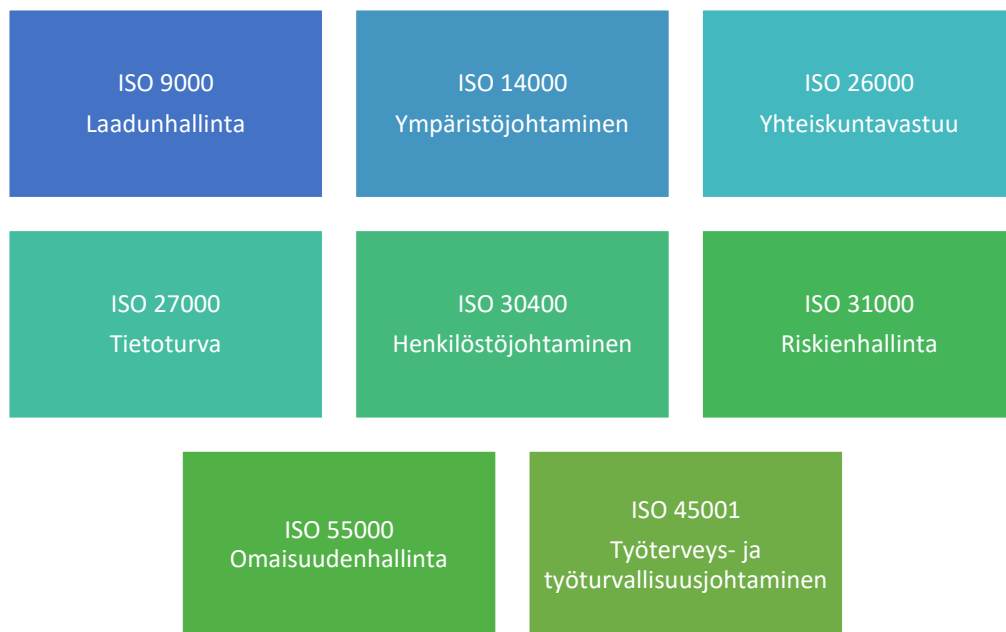 ISO 9000
Laadunhallinta
ISO 14000
Ympäristöjohtaminen
ISO 26000
Yhteiskuntavastuu
ISO 27000
Tietoturva
ISO 30400
Henkilöstöjohtaminen
ISO 31000
Riskienhallinta
ISO 55000
Omaisuudenhallinta
ISO 45001
Työterveys- ja
työturvallisuusjohtaminen